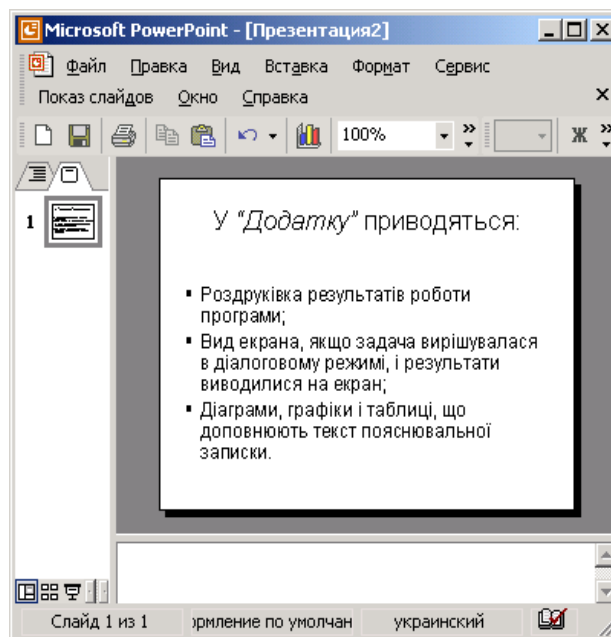 Microsoft PowerPoint - [Презентация2]
Файл Правка Вид Вставка Формат Сервис
Показ слайдов Окно Справка
100% Ж
1
У “Додатку” приводяться:
▪ Роздруківка результатів роботи
програми;
▪ Вид екрана, якщо задача вирішувалася
в діалоговому режимі, і результати
виводилися на екран;
▪ Діаграми, графіки і таблиці, що
доповнюють текст пояснювальної
записки.
Слайд 1 из 1 ормление по умолчан украинский